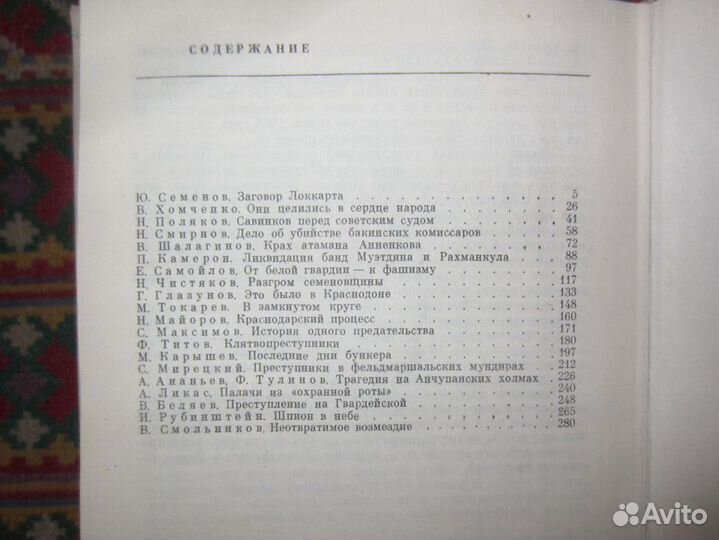 СОДЕРЖАНИЕ
Ю. Семенов. Заговор Локкарта . . . . . . . . . . 5
В. Хомченко. Они целились в сердце народа . . . . . . . . 26
Н. Поляков. Савинков перед советским судом . . . . . . . . 41
Н. Смирнов. Дело об убийстве бакинских комиссаров . . . . . 58
В. Шалагинов. Крах атамана Анненкова . . . . . . . . 72
П. Камерон. Ликвидация банд Муэтдина и Рахманкула . . . . 88
Е. Самойлов. От белой гвардии — к фашизму . . . . . . . 97
Н. Чистяков. Разгром семеновщины . . . . . . . . . 117
Г. Глазунов. Это было в Краснодоне . . . . . . . . . 133
М. Токарев. В замкнутом круге . . . . . . . . . . 148
Н. Майоров. Краснодарский процесс . . . . . . . . . 160
С. Максимов. История одного предательства . . . . . . . 171
Ф. Титов. Клятвопреступники . . . . . . . . . . . 180
М. Карышев. Последние дни бункера . . . . . . . . . 197
С. Мирецкий. Преступники в фельдмаршальских мундирах . . . 212
А. Ананьев, Ф. Тулинов. Трагедия на Анчупанских холмах . . 226
А. Ликас. Палачи из «охранной роты» . . . . . . . . . 240
В. Беляев. Преступление на Гвардейской . . . . . . . . 248
И. Рубинштейн. Шпион в небе . . . . . . . . . . . 265
В. Смольников. Неотвратимое возмездие . . . . . . . . 280
Avito